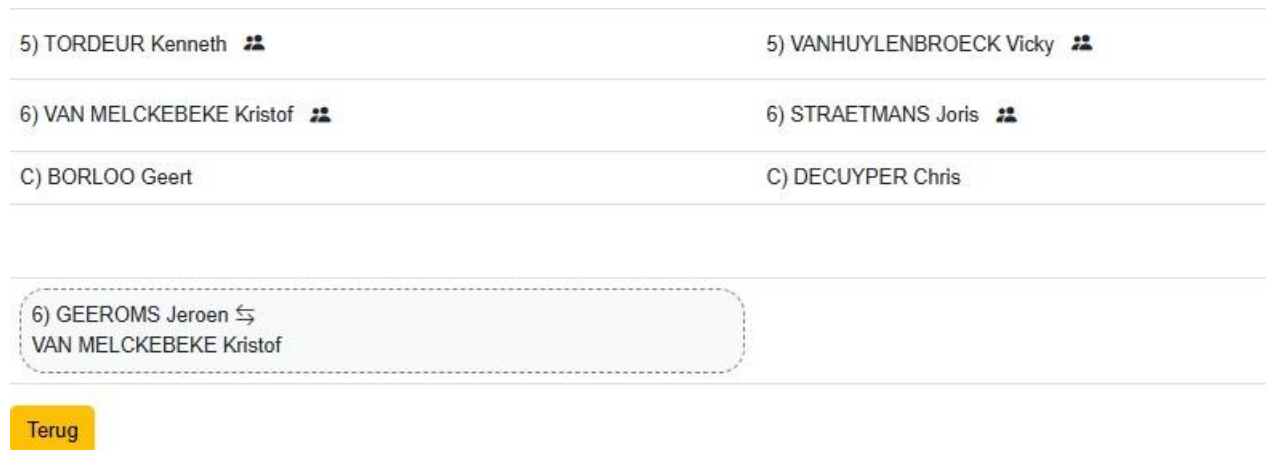 5) TORDEUR Kenneth
5) VANHUYLENBROECK Vicky
6) VAN MELCKEBEKE Kristof
6) STRAETMANS Joris
C) BORLOO Geert
C) DECUYPER Chris
6) GEEROMS Jeroen ⇆
VAN MELCKEBEKE Kristof
Terug